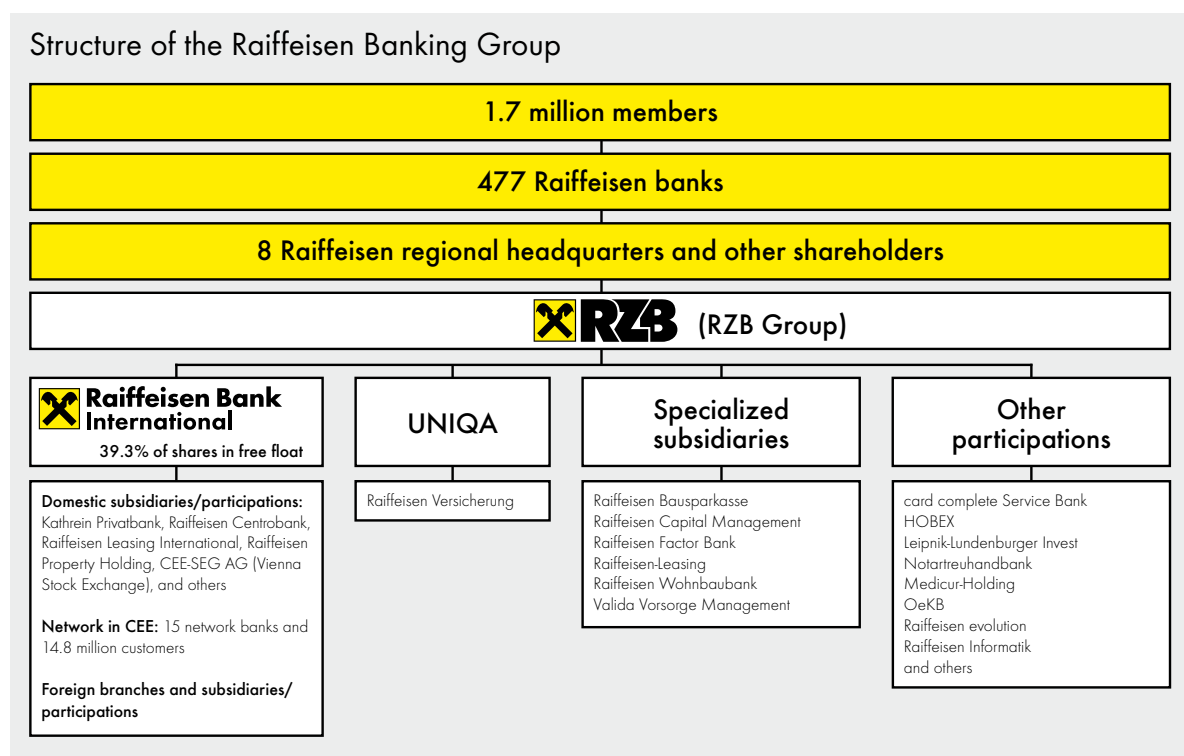 Structure of the Raiffeisen Banking Group
1.7 million members
477 Raiffeisen banks
8 Raiffeisen regional headquarters and other shareholders
RZB (RZB Group)
Raiffeisen Bank
International
39.3% of shares in free float
Domestic subsidiaries/participations:
Kathrein Privatbank, Raiffeisen Centrobank,
Raiffeisen Leasing International, Raiffeisen
Property Holding, CEE-SEG AG (Vienna
Stock Exchange), and others
Network in CEE: 15 network banks and
14.8 million customers
Foreign branches and subsidiaries/
participations
UNIQA
Raiffeisen Versicherung
Specialized
subsidiaries
Raiffeisen Bausparkasse
Raiffeisen Capital Management
Raiffeisen Factor Bank
Raiffeisen-Leasing
Raiffeisen Wohnbaubank
Valida Vorsorge Management
Other
participations
card complete Service Bank
HOBEX
Leipnik-Lundenburger Invest
Notartreuhandbank
Medicur-Holding
OeKB
Raiffeisen evolution
Raiffeisen Informatik
and others